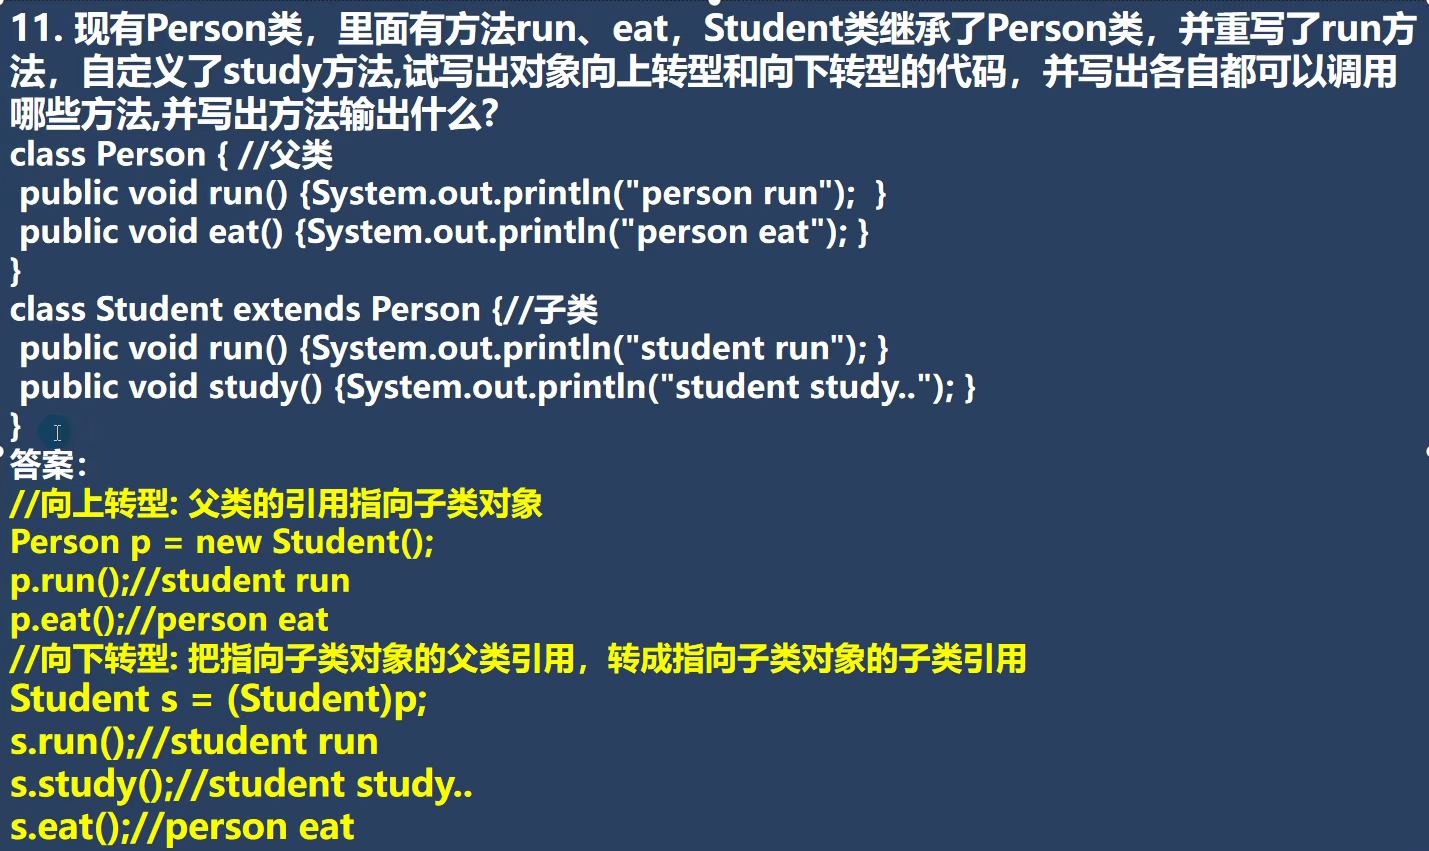 11. 现有Person类，里面有方法run、eat，Student类继承了Person类，并重写了run方
法，自定义了study方法,试写出对象向上转型和向下转型的代码，并写出各自都可以调用
哪些方法,并写出方法输出什么?
class Person { //父类
public void run() {System.out.println("person run");  }
public void eat() {System.out.println("person eat"); }
}
class Student extends Person {//子类
public void run() {System.out.println("student run"); }
public void study() {System.out.println("student study.."); }
}
答案：
//向上转型: 父类的引用指向子类对象
Person p = new Student();
p.run();//student run
p.eat();//person eat
//向下转型: 把指向子类对象的父类引用，转成指向子类对象的子类引用
Student s = (Student)p;
s.run();//student run
s.study();//student study..
s.eat();//person eat